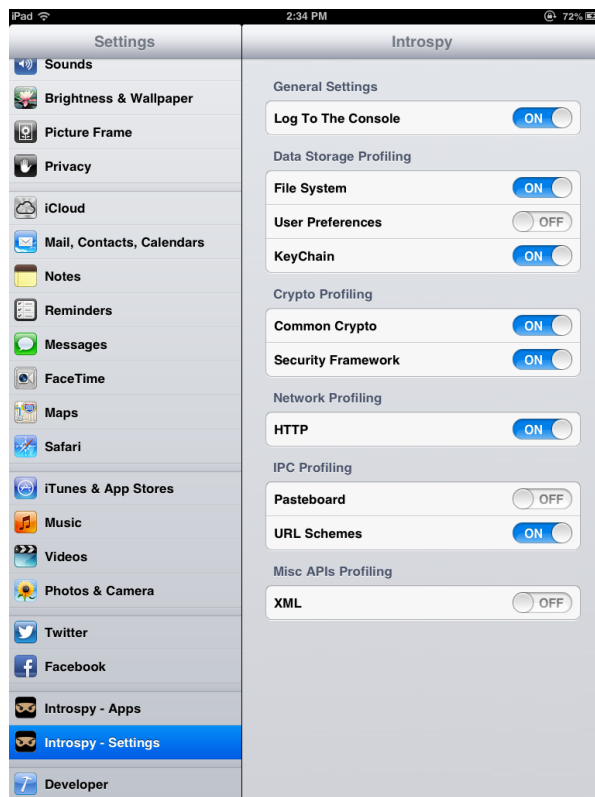 iPad
2:34 PM
72%
Settings
Introspy
Sounds
Brightness & Wallpaper
Picture Frame
Privacy
iCloud
Mail, Contacts, Calendars
Notes
Reminders
Messages
FaceTime
Maps
Safari
iTunes & App Stores
Music
Videos
Photos & Camera
Twitter
Facebook
Introspy - Apps
Introspy - Settings
Developer
General Settings
Log To The Console ON
Data Storage Profiling
File System ON
User Preferences OFF
KeyChain ON
Crypto Profiling
Common Crypto ON
Security Framework ON
Network Profiling
HTTP ON
IPC Profiling
Pasteboard OFF
URL Schemes ON
Misc APIs Profiling
XML OFF